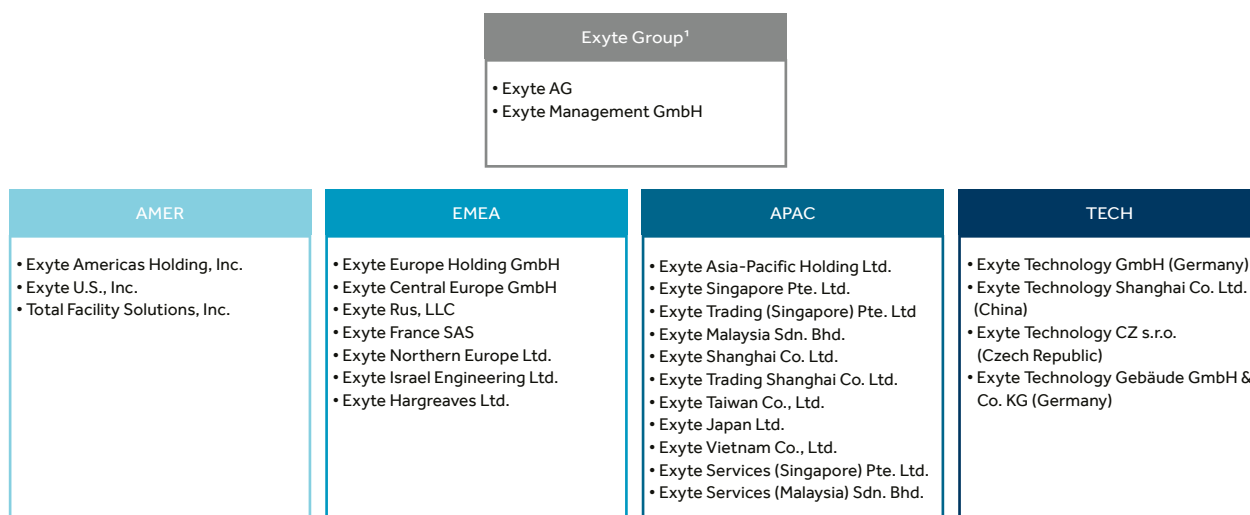 Exyte Group¹
• Exyte AG
• Exyte Management GmbH
AMER
• Exyte Americas Holding, Inc.
• Exyte U.S., Inc.
• Total Facility Solutions, Inc.
EMEA
• Exyte Europe Holding GmbH
• Exyte Central Europe GmbH
• Exyte Rus, LLC
• Exyte France SAS
• Exyte Northern Europe Ltd.
• Exyte Israel Engineering Ltd.
• Exyte Hargreaves Ltd.
APAC
• Exyte Asia-Pacific Holding Ltd.
• Exyte Singapore Pte. Ltd.
• Exyte Trading (Singapore) Pte. Ltd
• Exyte Malaysia Sdn. Bhd.
• Exyte Shanghai Co. Ltd.
• Exyte Trading Shanghai Co. Ltd.
• Exyte Taiwan Co., Ltd.
• Exyte Japan Ltd.
• Exyte Vietnam Co., Ltd.
• Exyte Services (Singapore) Pte. Ltd.
• Exyte Services (Malaysia) Sdn. Bhd.
TECH
• Exyte Technology GmbH (Germany)
• Exyte Technology Shanghai Co. Ltd.
(China)
• Exyte Technology CZ s.r.o.
(Czech Republic)
• Exyte Technology Gebäude GmbH &
Co. KG (Germany)